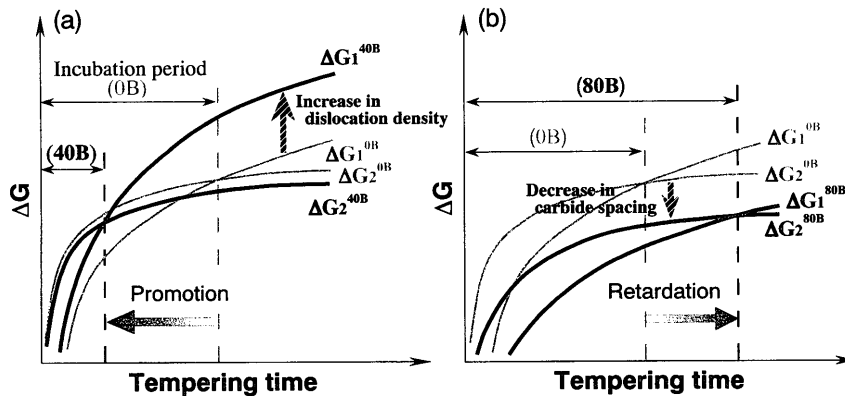 (a)
ΔG1^40B
Incubation period
(0B)
Increase in
dislocation density
(40B)
ΔG1^0B
ΔG2^0B
ΔG2^40B
ΔG
Promotion
Tempering time
(b)
(80B)
(0B)
ΔG1^0B
ΔG2^0B
Decrease in
carbide spacing
ΔG1^80B
ΔG2^80B
ΔG
Retardation
Tempering time